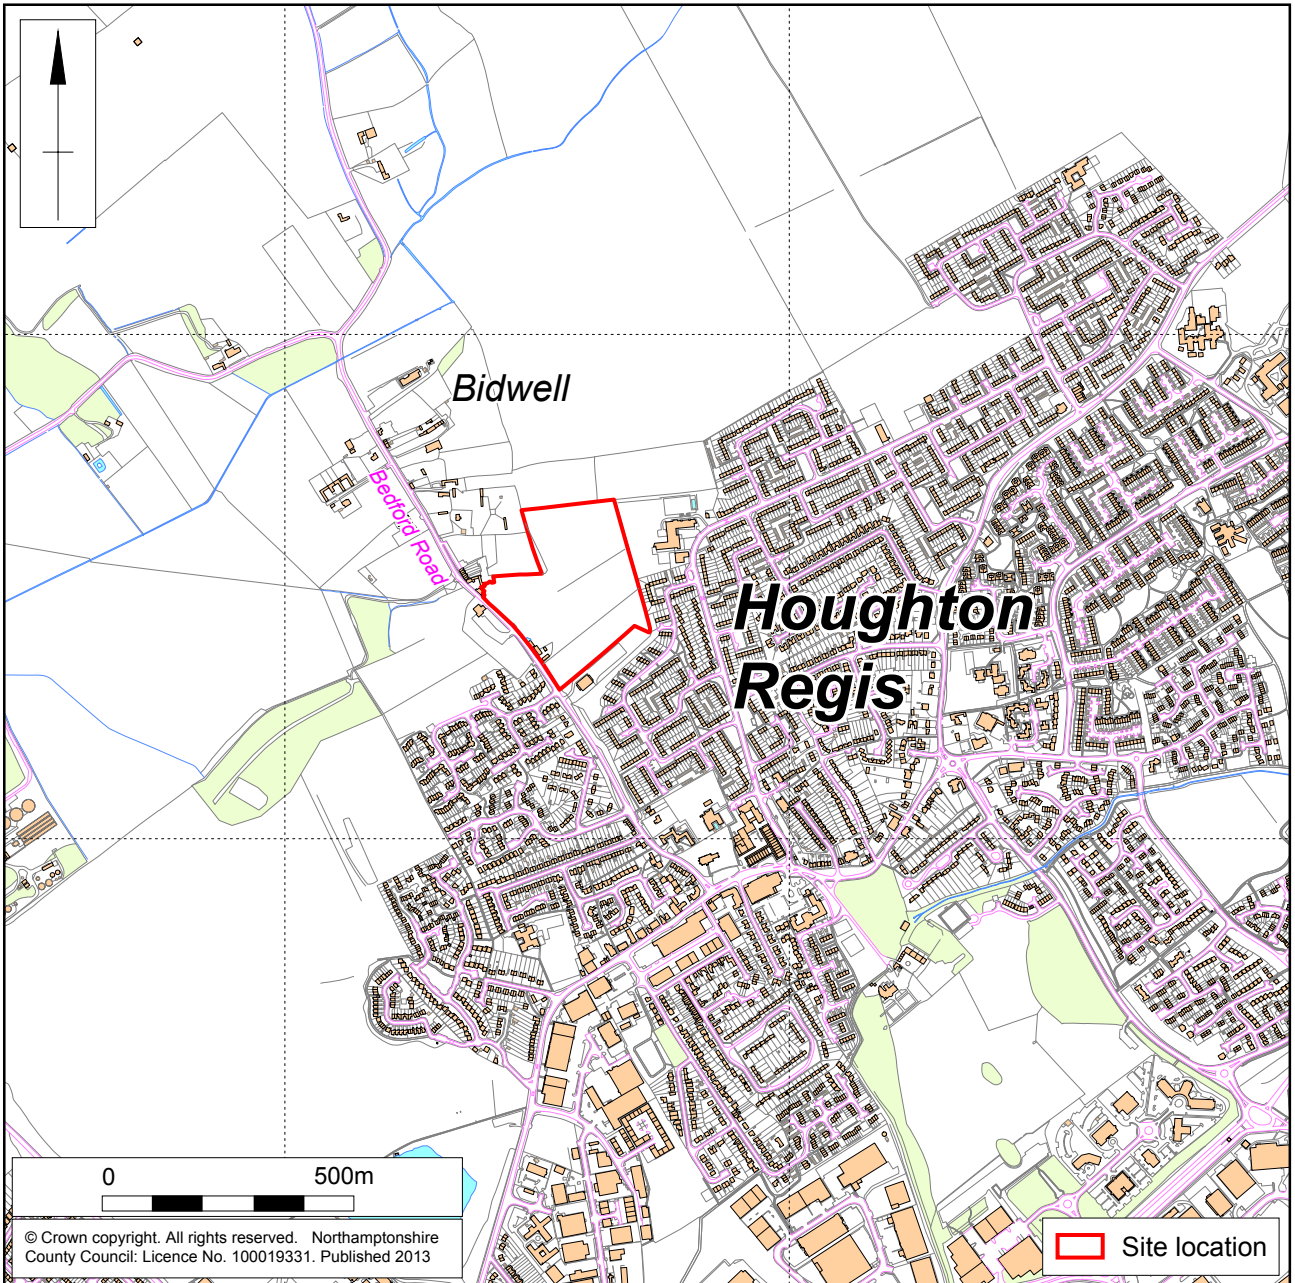 Bidwell
Bedford Road
Houghton
Regis
0 500m
© Crown copyright. All rights reserved. Northamptonshire
County Council: Licence No. 100019331. Published 2013
Site location